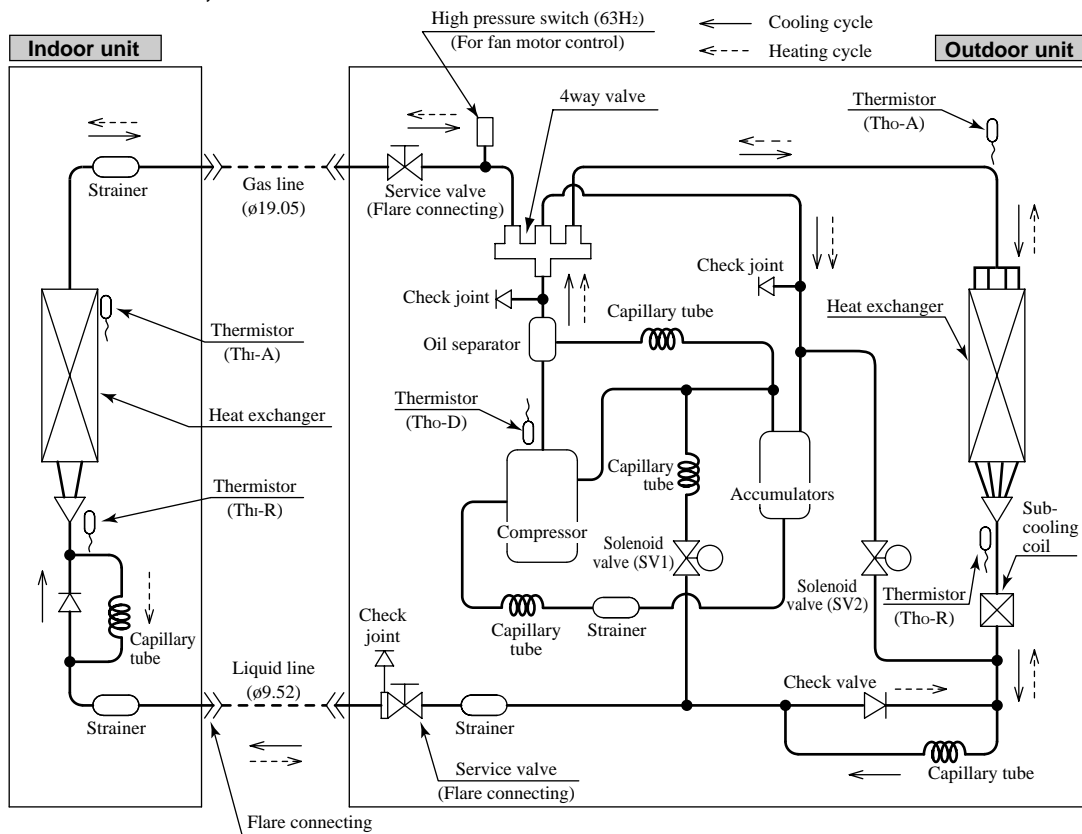 High pressure switch (63H2)
(For fan motor control)
Cooling cycle
Heating cycle
Indoor unit
Outdoor unit
4way valve
Thermistor
(Tho-A)
Strainer
Gas line
(ø19.05)
Service valve
(Flare connecting)
Check joint
Check joint
Capillary tube
Heat exchanger
Thermistor
(ThI-A)
Oil separator
Thermistor
(Tho-D)
Heat exchanger
Capillary
tube
Accumulators
Thermistor
(ThI-R)
Compressor
Sub-
cooling
coil
Solenoid
valve (SV1)
Solenoid
valve (SV2)
Thermistor
(Tho-R)
Capillary
tube
Check
joint
Capillary
tube
Strainer
Liquid line
(ø9.52)
Check valve
Strainer
Strainer
Service valve
(Flare connecting)
Capillary tube
Flare connecting